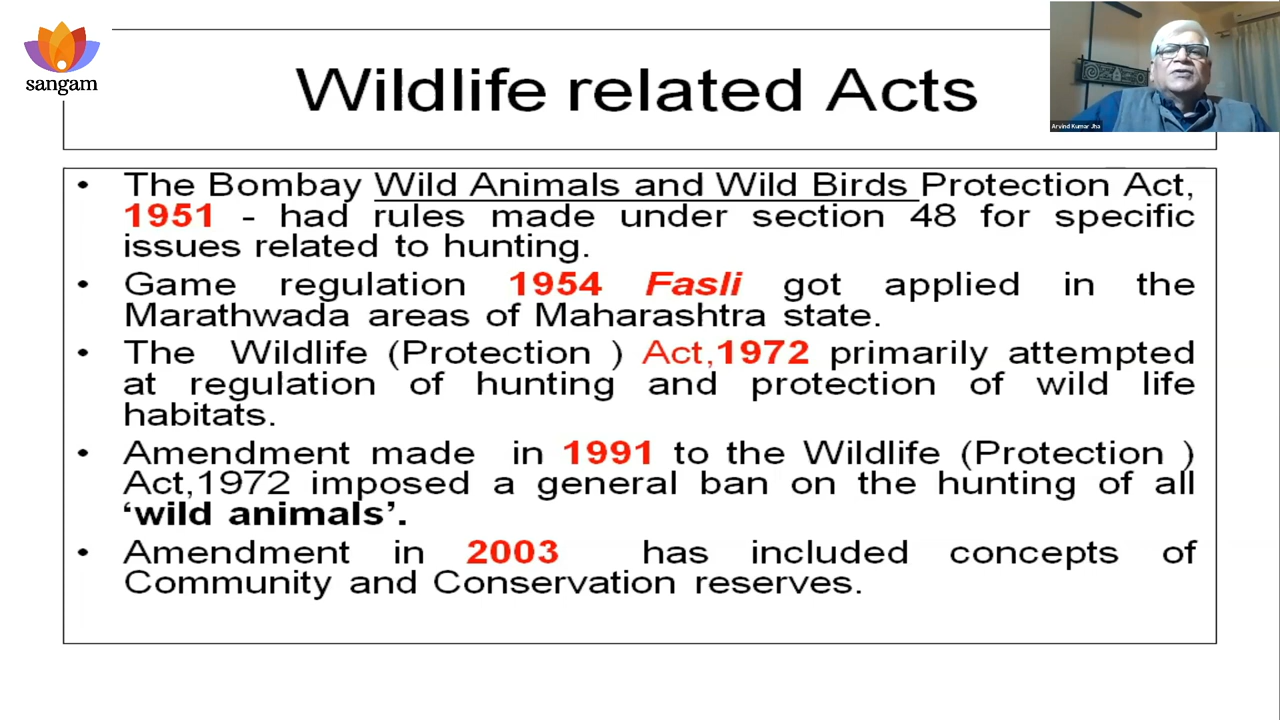 sangam
Wildlife related Acts
Arvind Kumar Jha
• The Bombay Wild Animals and Wild Birds Protection Act,
1951 - had rules made under section 48 for specific
issues related to hunting.
• Game regulation 1954 Fasli got applied in the
Marathwada areas of Maharashtra state.
• The Wildlife (Protection ) Act,1972 primarily attempted
at regulation of hunting and protection of wild life
habitats.
• Amendment made in 1991 to the Wildlife (Protection )
Act,1972 imposed a general ban on the hunting of all
‘wild animals’.
• Amendment in 2003 has included concepts of
Community and Conservation reserves.